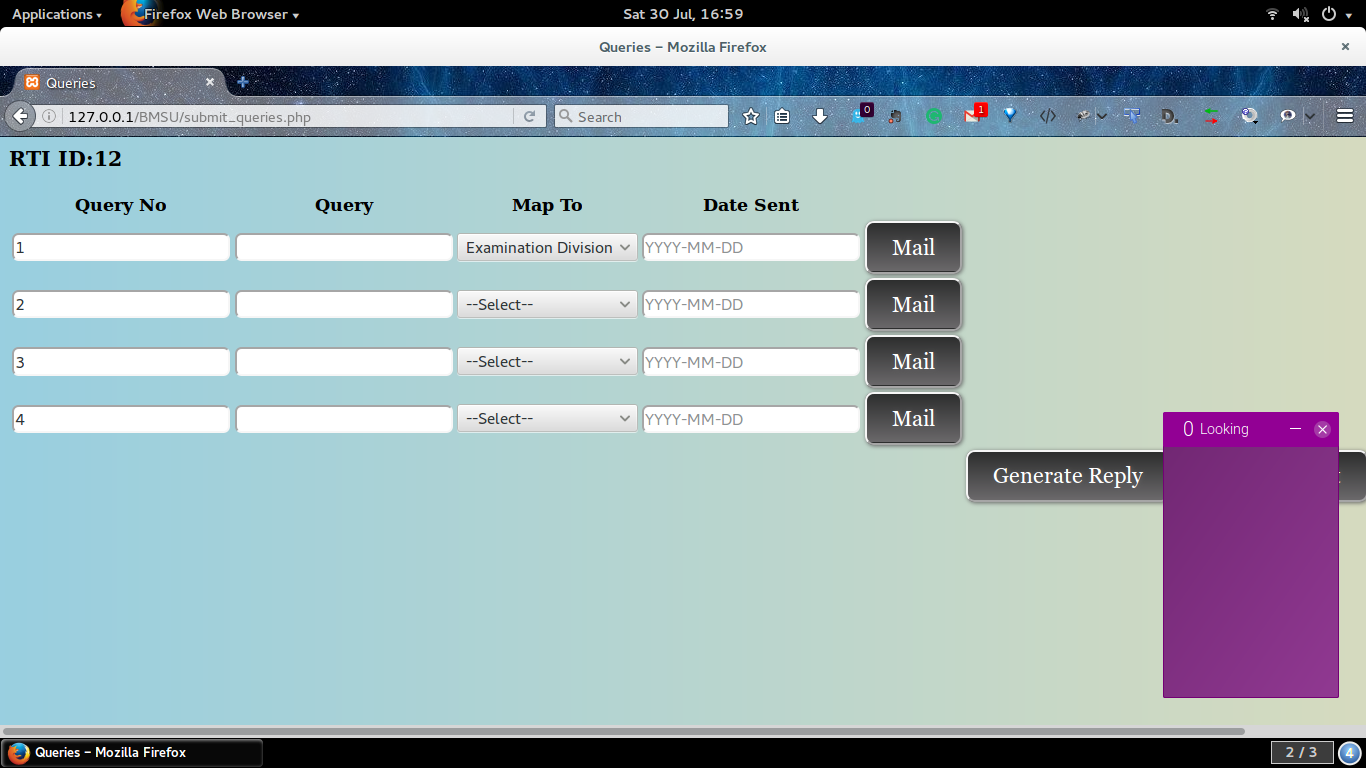 Applications Firefox Web Browser Sat 30 Jul, 16:59
Queries - Mozilla Firefox ×
Queries × +
127.0.0.1/BMSU/submit_queries.php Search 0 1 </> D.
RTI ID:12
Query No Query Map To Date Sent
1 Examination Division YYYY-MM-DD Mail
2 --Select-- YYYY-MM-DD Mail
3 --Select-- YYYY-MM-DD Mail
4 --Select-- YYYY-MM-DD Mail
0 Looking
Generate Reply
Queries - Mozilla Firefox 2 / 3 4